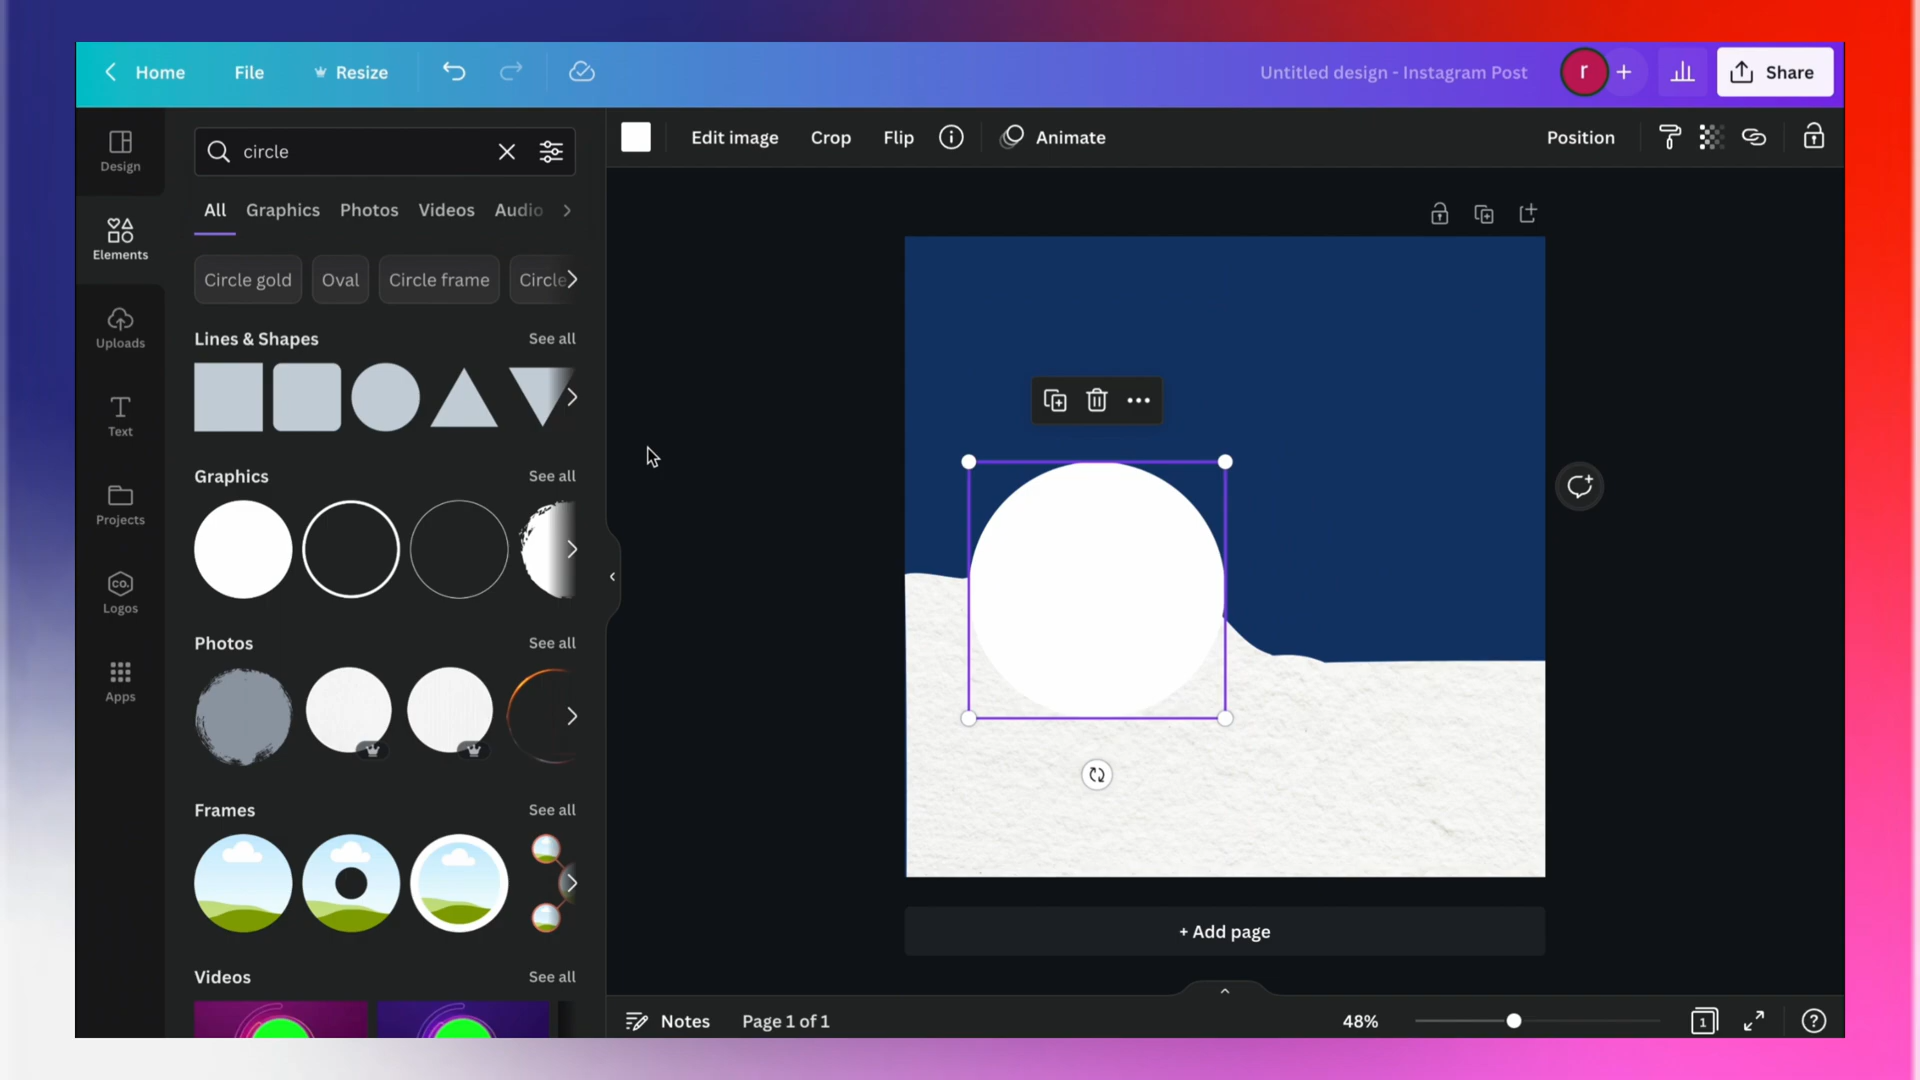 Home File Resize Untitled design - Instagram Post r + Share
Design
Elements
Uploads
Text
Projects
CO.
Logos
Apps
circle
All Graphics Photos Videos Audio
Circle gold Oval Circle frame Circle
Lines & Shapes See all
Graphics See all
Photos See all
Frames See all
Videos See all
Edit image Crop Flip Animate Position
+ Add page
Notes Page 1 of 1 48% 1 ?